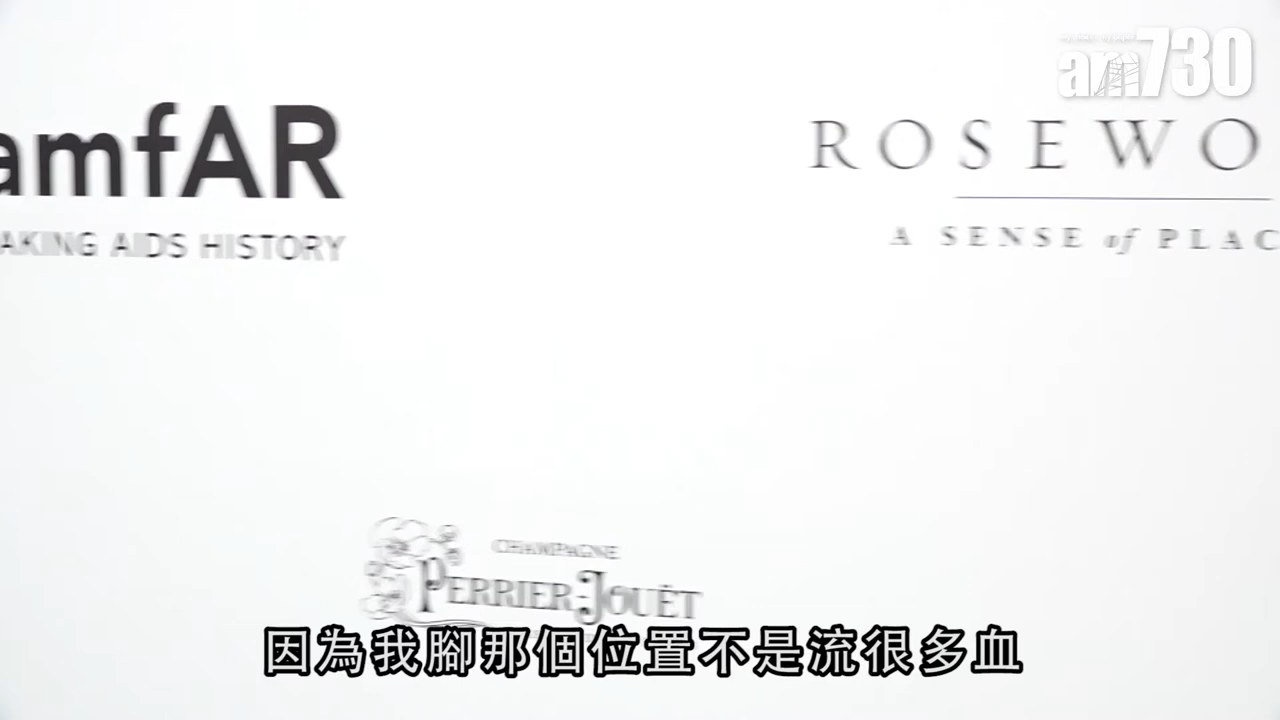 am730
amfAR
AKING AIDS HISTORY
ROSEWO
A SENSE of PLAC
CHAMPAGNE
PERRIER-JOUËT
因為我腳那個位置不是流很多血